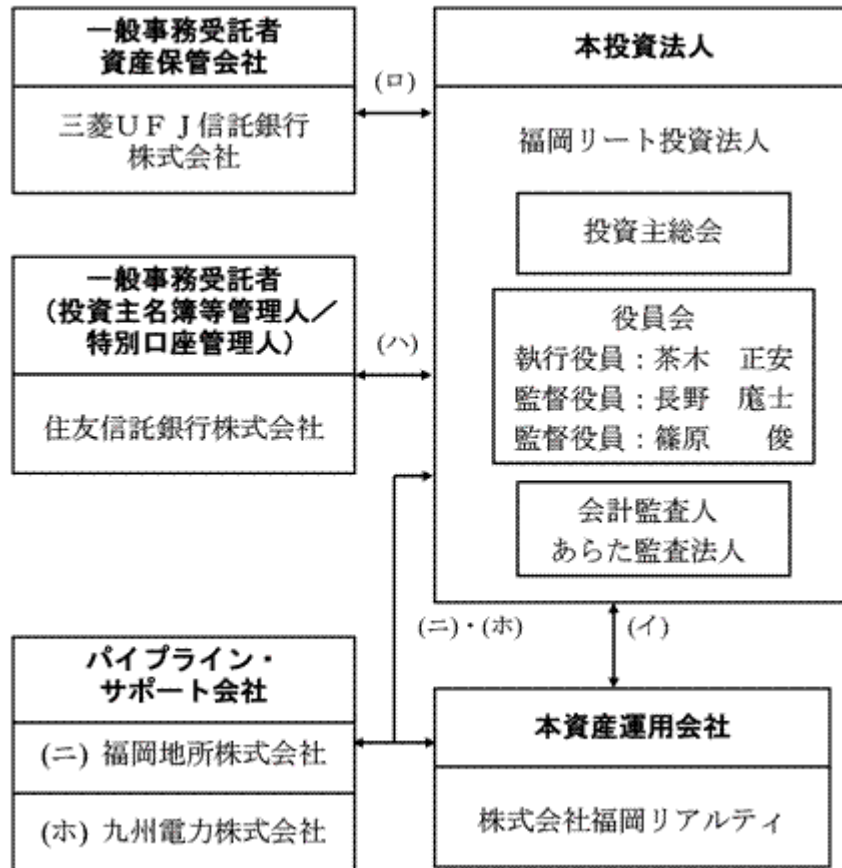 一般事務受託者
資産保管会社
三菱ＵＦＪ信託銀行
株式会社
(ロ)
本投資法人
福岡リート投資法人
投資主総会
役員会
執行役員：茶木　正安
監督役員：長野　庬士
監督役員：篠原　　俊
会計監査人
あらた監査法人
一般事務受託者
（投資主名簿等管理人／
特別口座管理人）
(ハ)
住友信託銀行株式会社
(ニ)・(ホ)
(イ)
パイプライン・
サポート会社
(ニ) 福岡地所株式会社
(ホ) 九州電力株式会社
本資産運用会社
株式会社福岡リアルティ